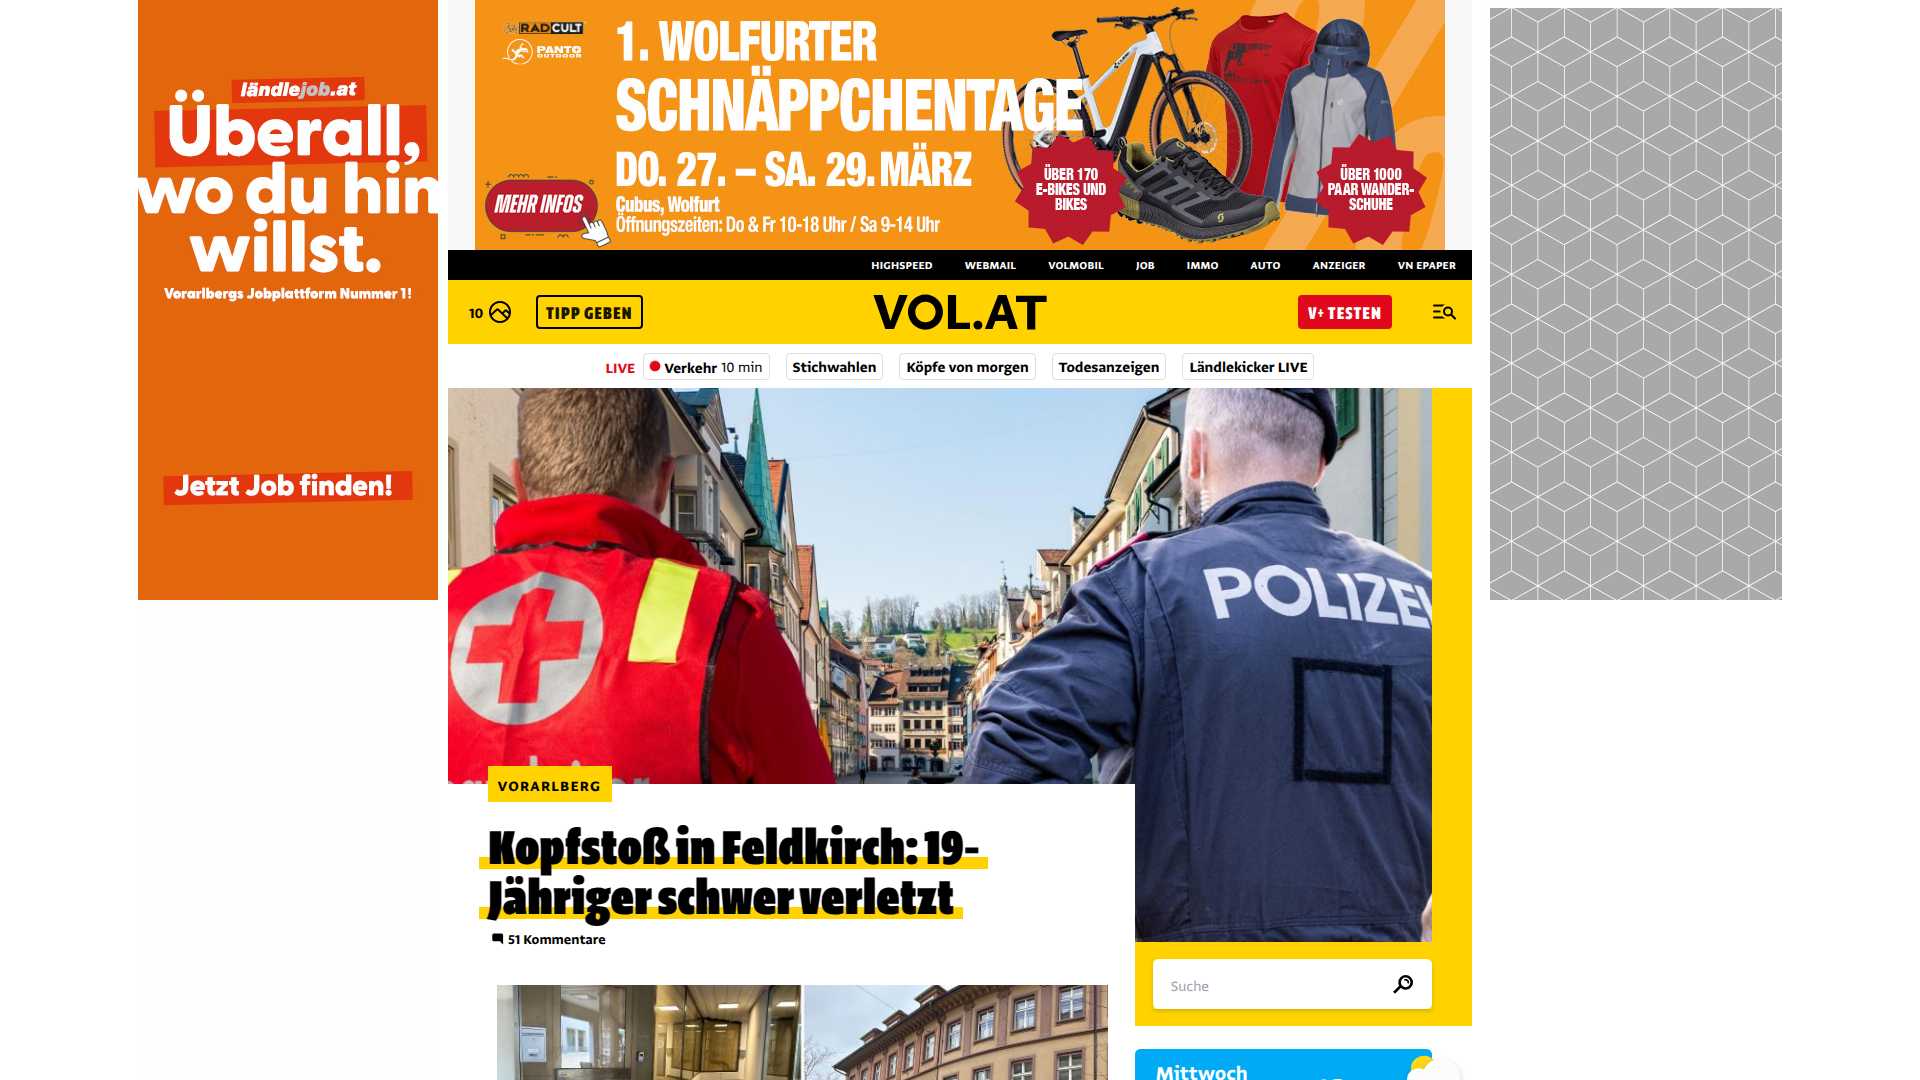 ländlejob.at
Überall,
wo du hin
willst.
Vorarlbergs Jobplattform Nummer 1!
Jetzt Job finden!
RADCULT
PANTO
OUTDOOR
1. WOLFURTER
SCHNÄPPCHENTAGE
DO. 27. – SA. 29. MÄRZ
Cubus, Wolfurt
Öffnungszeiten: Do & Fr 10-18 Uhr / Sa 9-14 Uhr
MEHR INFOS
ÜBER 170
E-BIKES UND
BIKES
ÜBER 1000
PAAR WANDER-
SCHUHE
HIGHSPEED WEBMAIL VOLMOBIL JOB IMMO AUTO ANZEIGER VN EPAPER
10 TIPP GEBEN VOL.AT V+ TESTEN
LIVE Verkehr 10 min Stichwahlen Köpfe von morgen Todesanzeigen Ländlekicker LIVE
POLIZEI
VORARLBERG
Kopfstoß in Feldkirch: 19-
Jähriger schwer verletzt
51 Kommentare
Suche
Mittwoch